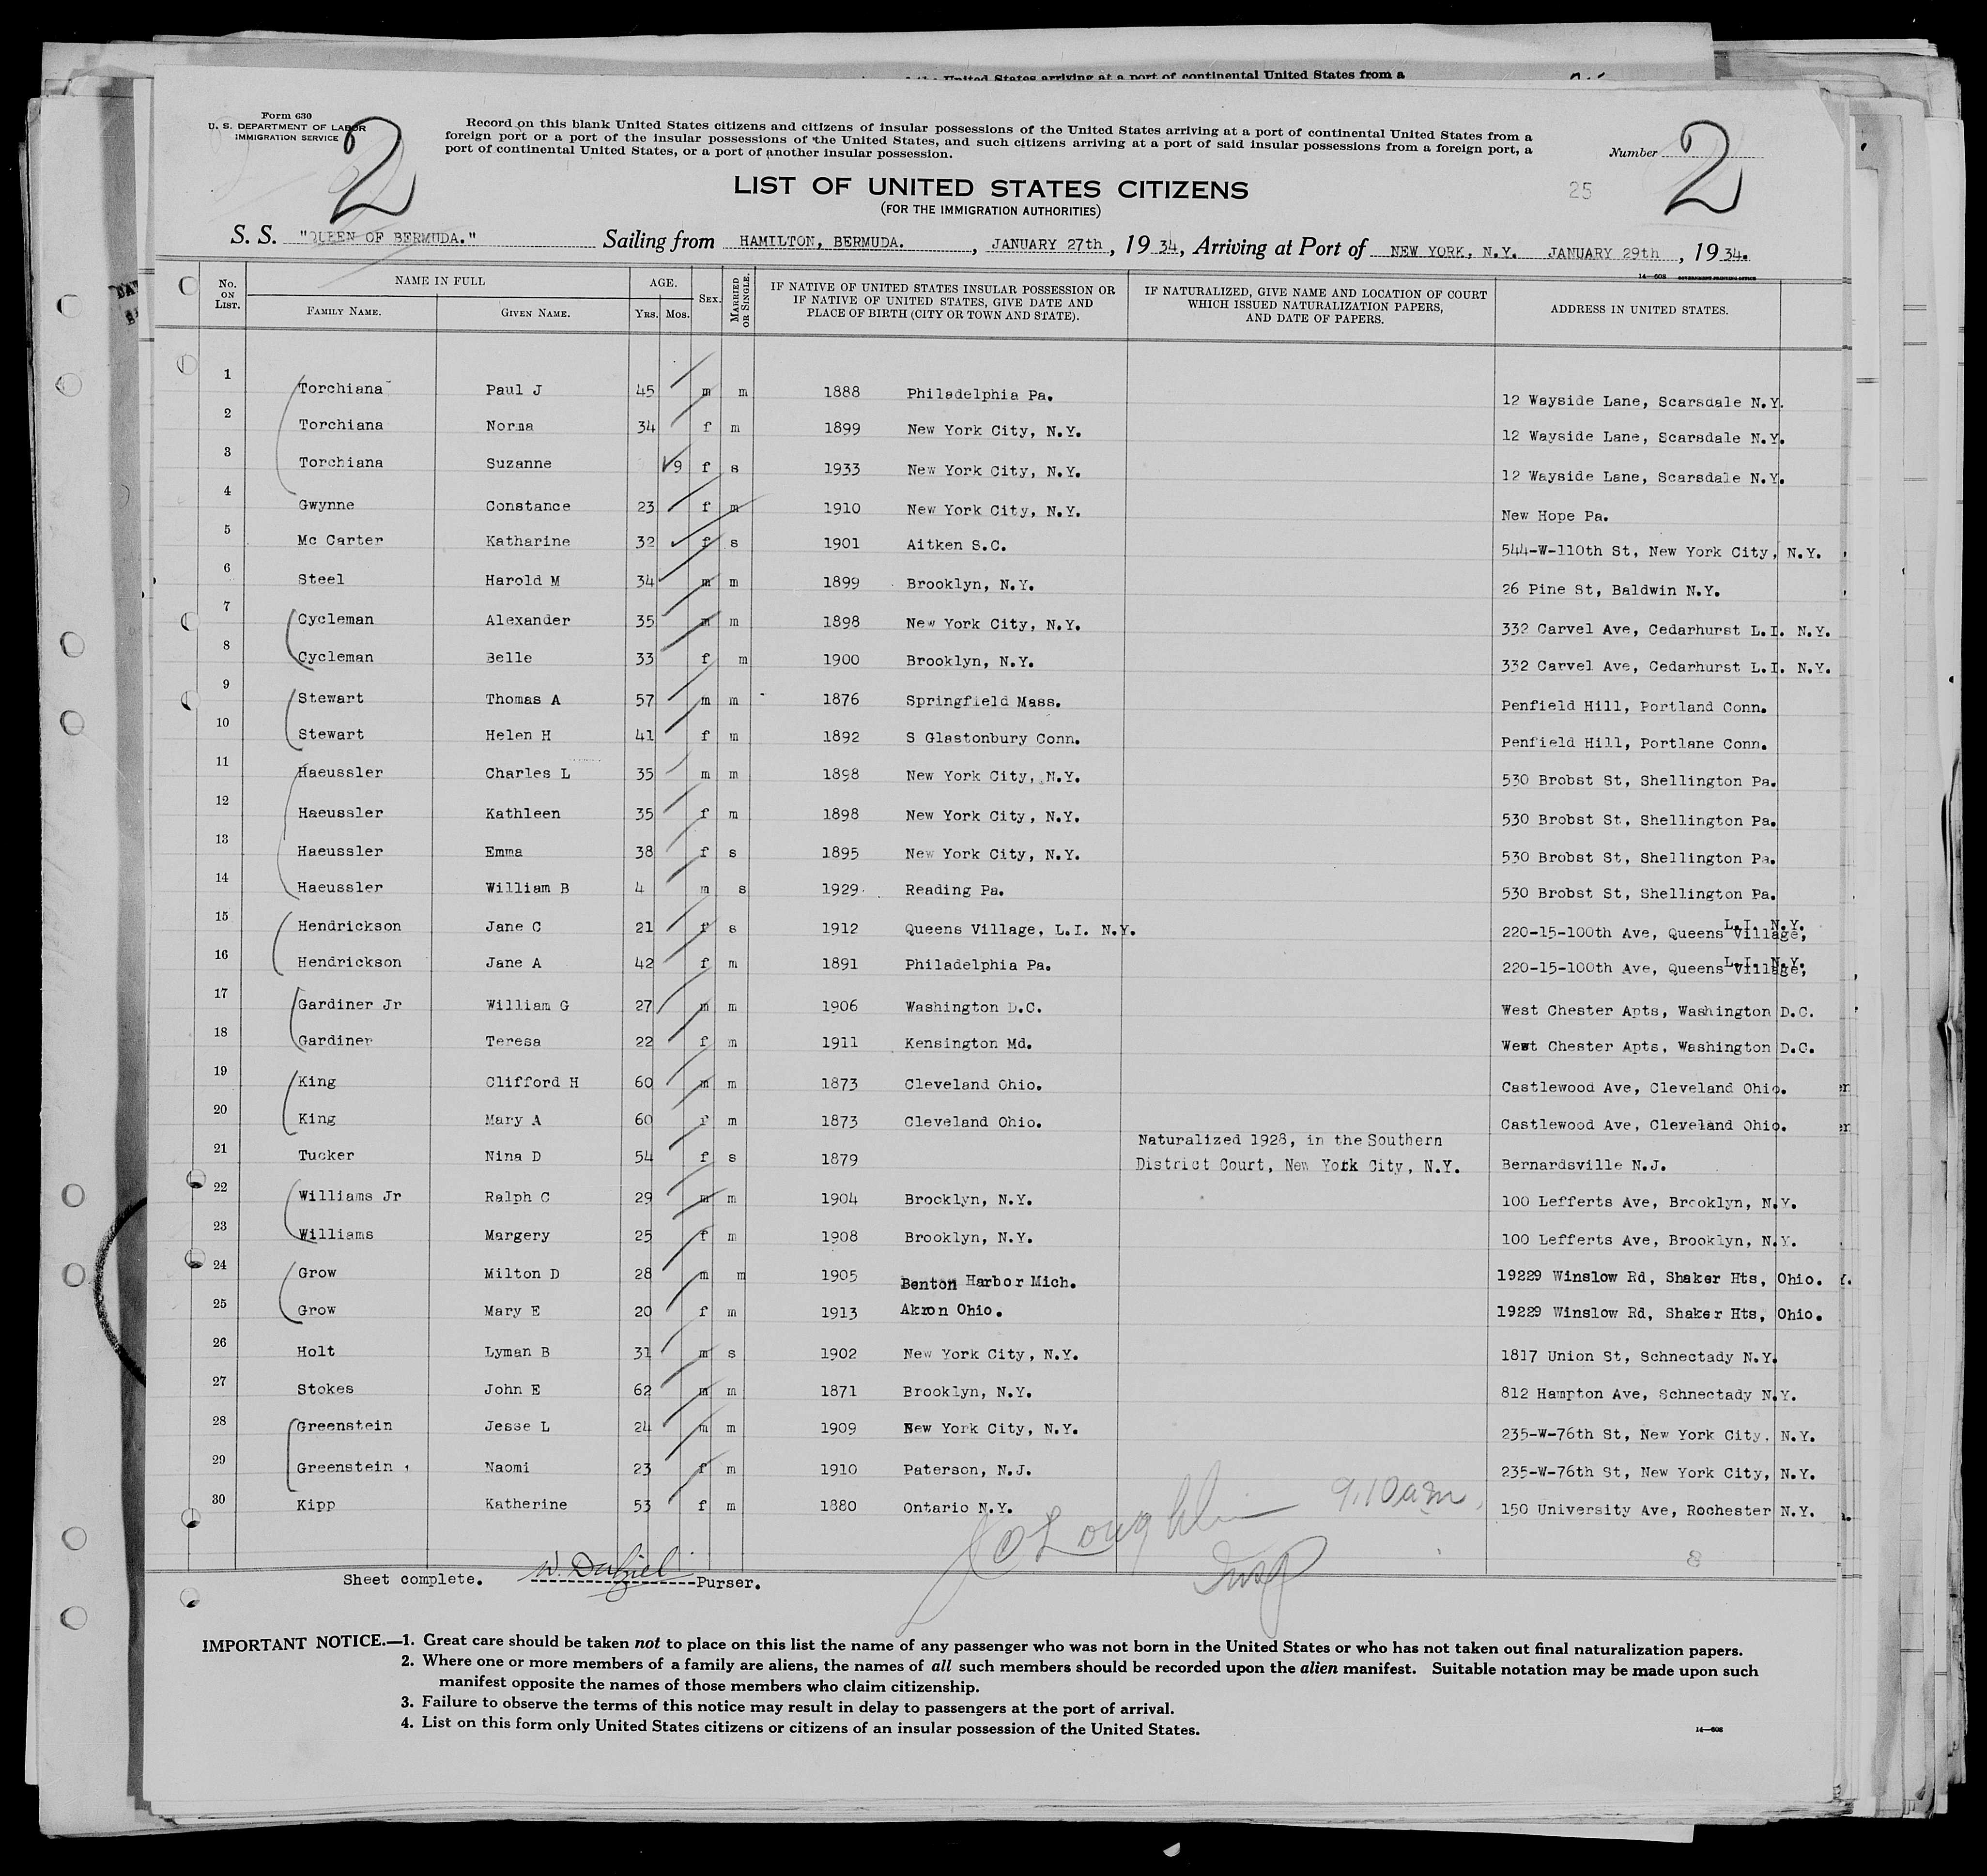 the United States arriving at a port of continental United States from a
Form 630
U. S. DEPARTMENT OF LABOR
IMMIGRATION SERVICE
2
Record on this blank United States citizens and citizens of insular possessions of the United States arriving at a port of continental United States from a
foreign port or a port of the insular possessions of the United States, and such citizens arriving at a port of said insular possessions from a foreign port, a
port of continental United States, or a port of another insular possession.
Number 2
LIST OF UNITED STATES CITIZENS
25
(FOR THE IMMIGRATION AUTHORITIES)
S. S. "QUEEN OF BERMUDA." Sailing from HAMILTON, BERMUDA. , JANUARY 27th , 19 34, Arriving at Port of NEW YORK, N.Y. JANUARY 29th , 19 34.
14—608 GOVERNMENT PRINTING OFFICE
No. ON LIST. NAME IN FULL FAMILY NAME. GIVEN NAME. AGE. YRS. MOS. SEX. MARRIED OR SINGLE. IF NATIVE OF UNITED STATES INSULAR POSSESSION OR IF NATIVE OF UNITED STATES, GIVE DATE AND PLACE OF BIRTH (CITY OR TOWN AND STATE). IF NATURALIZED, GIVE NAME AND LOCATION OF COURT WHICH ISSUED NATURALIZATION PAPERS, AND DATE OF PAPERS. ADDRESS IN UNITED STATES.
1 Torchiana Paul J 45 m m 1888 Philadelphia Pa. 12 Wayside Lane, Scarsdale N.Y.
2 Torchiana Norma 34 f m 1899 New York City, N.Y. 12 Wayside Lane, Scarsdale N.Y.
3 Torchiana Suzanne 9 f s 1933 New York City, N.Y. 12 Wayside Lane, Scarsdale N.Y.
4 Gwynne Constance 23 f m 1910 New York City, N.Y. New Hope Pa.
5 Mc Carter Katharine 32 f s 1901 Aitken S.C. 544-W-110th St, New York City, N.Y.
6 Steel Harold M 34 m m 1899 Brooklyn, N.Y. 26 Pine St, Baldwin N.Y.
7 Cycleman Alexander 35 m m 1898 New York City, N.Y. 332 Carvel Ave, Cedarhurst L.I. N.Y.
8 Cycleman Belle 33 f m 1900 Brooklyn, N.Y. 332 Carvel Ave, Cedarhurst L.I. N.Y.
9 Stewart Thomas A 57 m m 1876 Springfield Mass. Penfield Hill, Portland Conn.
10 Stewart Helen H 41 f m 1892 S Glastonbury Conn. Penfield Hill, Portlane Conn.
11 Haeussler Charles L 35 m m 1898 New York City, N.Y. 530 Brobst St, Shellington Pa.
12 Haeussler Kathleen 35 f m 1898 New York City, N.Y. 530 Brobst St, Shellington Pa.
13 Haeussler Emma 38 f s 1895 New York City, N.Y. 530 Brobst St, Shellington Pa.
14 Haeussler William B 4 m s 1929 Reading Pa. 530 Brobst St, Shellington Pa.
15 Hendrickson Jane C 21 f s 1912 Queens Village, L.I. N.Y. 220-15-100th Ave, Queens Village, L.I. N.Y.
16 Hendrickson Jane A 42 f m 1891 Philadelphia Pa. 220-15-100th Ave, Queens Village, L.I. N.Y.
17 Gardiner Jr William G 27 m m 1906 Washington D.C. West Chester Apts, Washington D.C.
18 Gardiner Teresa 22 f m 1911 Kensington Md. West Chester Apts, Washington D.C.
19 King Clifford H 60 m m 1873 Cleveland Ohio. Castlewood Ave, Cleveland Ohio.
20 King Mary A 60 f m 1873 Cleveland Ohio. Castlewood Ave, Cleveland Ohio.
21 Tucker Nina D 54 f s 1879 Naturalized 1928, in the Southern District Court, New York City, N.Y. Bernardsville N.J.
22 Williams Jr Ralph C 29 m m 1904 Brooklyn, N.Y. 100 Lefferts Ave, Brooklyn, N.Y.
23 Williams Margery 25 f m 1908 Brooklyn, N.Y. 100 Lefferts Ave, Brooklyn, N.Y.
24 Grow Milton D 28 m m 1905 Benton Harbor Mich. 19229 Winslow Rd, Shaker Hts, Ohio.
25 Grow Mary E 20 f m 1913 Akron Ohio. 19229 Winslow Rd, Shaker Hts, Ohio.
26 Holt Lyman B 31 m s 1902 New York City, N.Y. 1817 Union St, Schnectady N.Y.
27 Stokes John E 62 m m 1871 Brooklyn, N.Y. 812 Hampton Ave, Schnectady N.Y.
28 Greenstein Jesse L 24 m m 1909 New York City, N.Y. 235-W-76th St, New York City, N.Y.
29 Greenstein Naomi 23 f m 1910 Paterson, N.J. 235-W-76th St, New York City, N.Y.
30 Kipp Katherine 53 f m 1880 Ontario N.Y. 150 University Ave, Rochester N.Y.
9.10am
Insp
8
Sheet complete. W. Dalziel Purser.
IMPORTANT NOTICE.—1. Great care should be taken not to place on this list the name of any passenger who was not born in the United States or who has not taken out final naturalization papers.
2. Where one or more members of a family are aliens, the names of all such members should be recorded upon the alien manifest. Suitable notation may be made upon such
manifest opposite the names of those members who claim citizenship.
3. Failure to observe the terms of this notice may result in delay to passengers at the port of arrival.
4. List on this form only United States citizens or citizens of an insular possession of the United States.
14—608